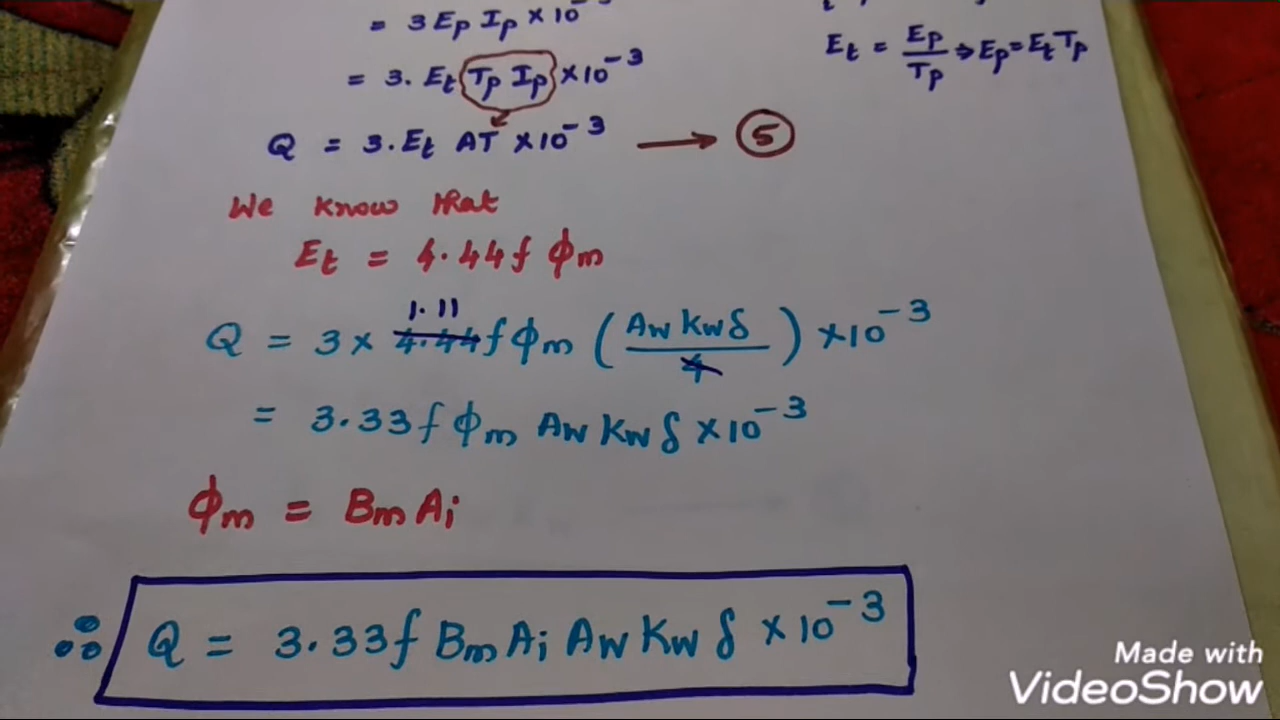 = 3 Ep Ip × 10
= 3. Et Tp Ip × 10⁻³
Q = 3. Et AT × 10⁻³ → 5
Et = Ep/Tp ⇒ Ep = Et Tp
We know that
Et = 4.44 f ϕm
1.11
Q = 3 × 4.44 f ϕm (Aw Kw δ / 4) × 10⁻³
= 3.33 f ϕm Aw Kw δ × 10⁻³
ϕm = Bm Ai
∴ Q = 3.33 f Bm Ai Aw Kw δ × 10⁻³
Made with
VideoShow